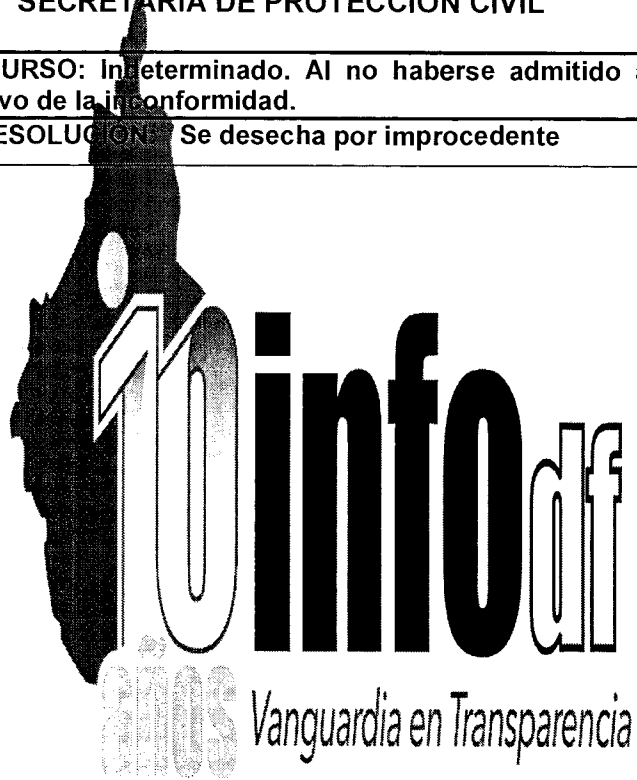 SECRETARÍA DE PROTECCIÓN CIVIL
URSO: Indeterminado. Al no haberse admitido a
vo de la inconformidad.
ESOLUCIÓN: Se desecha por improcedente
10 infodf
años Vanguardia en Transparencia